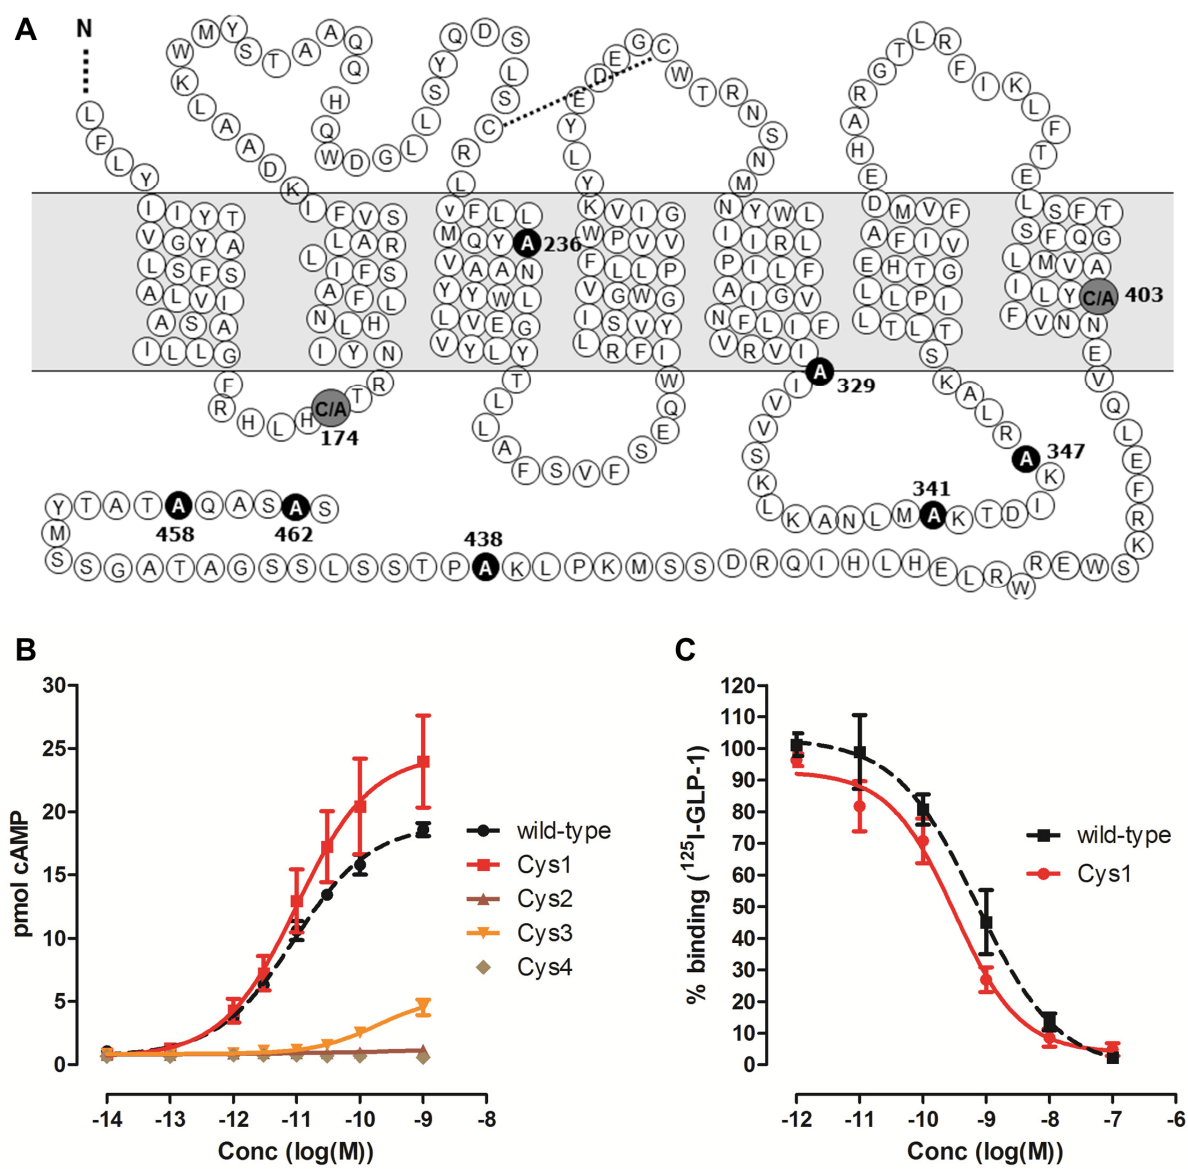 A
N
L F L Y
I I Y T
V G Y A
L S F S
A L V I
A S A
I L L G
F R H L H C/A T R
174
I F V S
L A R
L I F S
A F L
N L H
I Y N
K D A A L K W M Y S T A A Q Q H Q W D G L L S Y Q D S L S C R L
V F L L
M Q Y A 236
V A A N
Y Y W L
L V E G
V Y L Y
T L L A F S V F S E Q W
K V I G
W P V V
F L L P
V G W G
I S V Y
L R F I
Y L Y E D E G C W T R N S N M
N Y W L
I I R L
P I L F
A I G V
N F L I F
V R V I
A 329
I V V S K L K A N L M A K T D I K A R L A K S
341
347
D M V F
A F I V
E H T G
L L P I
L T L T
E H A R G T L R F I K L F T E
L S F T
S F Q G
L M V A
I L Y C/A 403
F V N N
E V Q L E F R K S W E R W R L E H L H I Q R D S S M K P L K A P T S S L S S G A T A G S S M Y T A T A Q A S A S
438
458 462
B
30
25
20
15
10
5
0
pmol cAMP
-14 -13 -12 -11 -10 -9 -8
Conc (log(M))
wild-type
Cys1
Cys2
Cys3
Cys4
C
120
110
100
90
80
70
60
50
40
30
20
10
0
% binding (¹²⁵I-GLP-1)
-12 -11 -10 -9 -8 -7 -6
Conc (log(M))
wild-type
Cys1